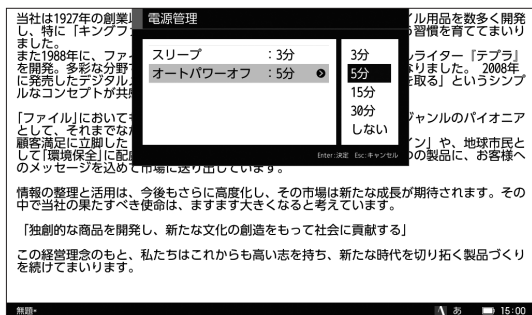 当社は1927年の創業以 電源管理 イル用品を数多く開発
し、特に「キングファ 習慣を育ててまいり
ました。
また1988年に、ファイ スリープ :3分 3分 ルライター『テプラ』
を開発。多彩な分野 オートパワーオフ :5分 5分 なりました。 2008年
に発売したデジタル 15分 を取る」というシンプ
ルなコンセプトが共感 30分
「ファイル」においても しない ジャンルのパイオニア
として、それまでな
顧客満足に立脚した「 イン」や、地球市民と
して「環境保全」に配慮 Enter:決定 Esc:キャンセル つの製品に、お客様へ
のメッセージを込めて市場に送り出しています。
情報の整理と活用は、今後もさらに高度化し、その市場は新たな成長が期待されます。その
中で当社の果たすべき使命は、ますます大きくなると考えています。
「独創的な商品を開発し、新たな文化の創造をもって社会に貢献する」
この経営理念のもと、私たちはこれからも高い志を持ち、新たな時代を切り拓く製品づくり
を続けてまいります。
無題* A あ 15:00